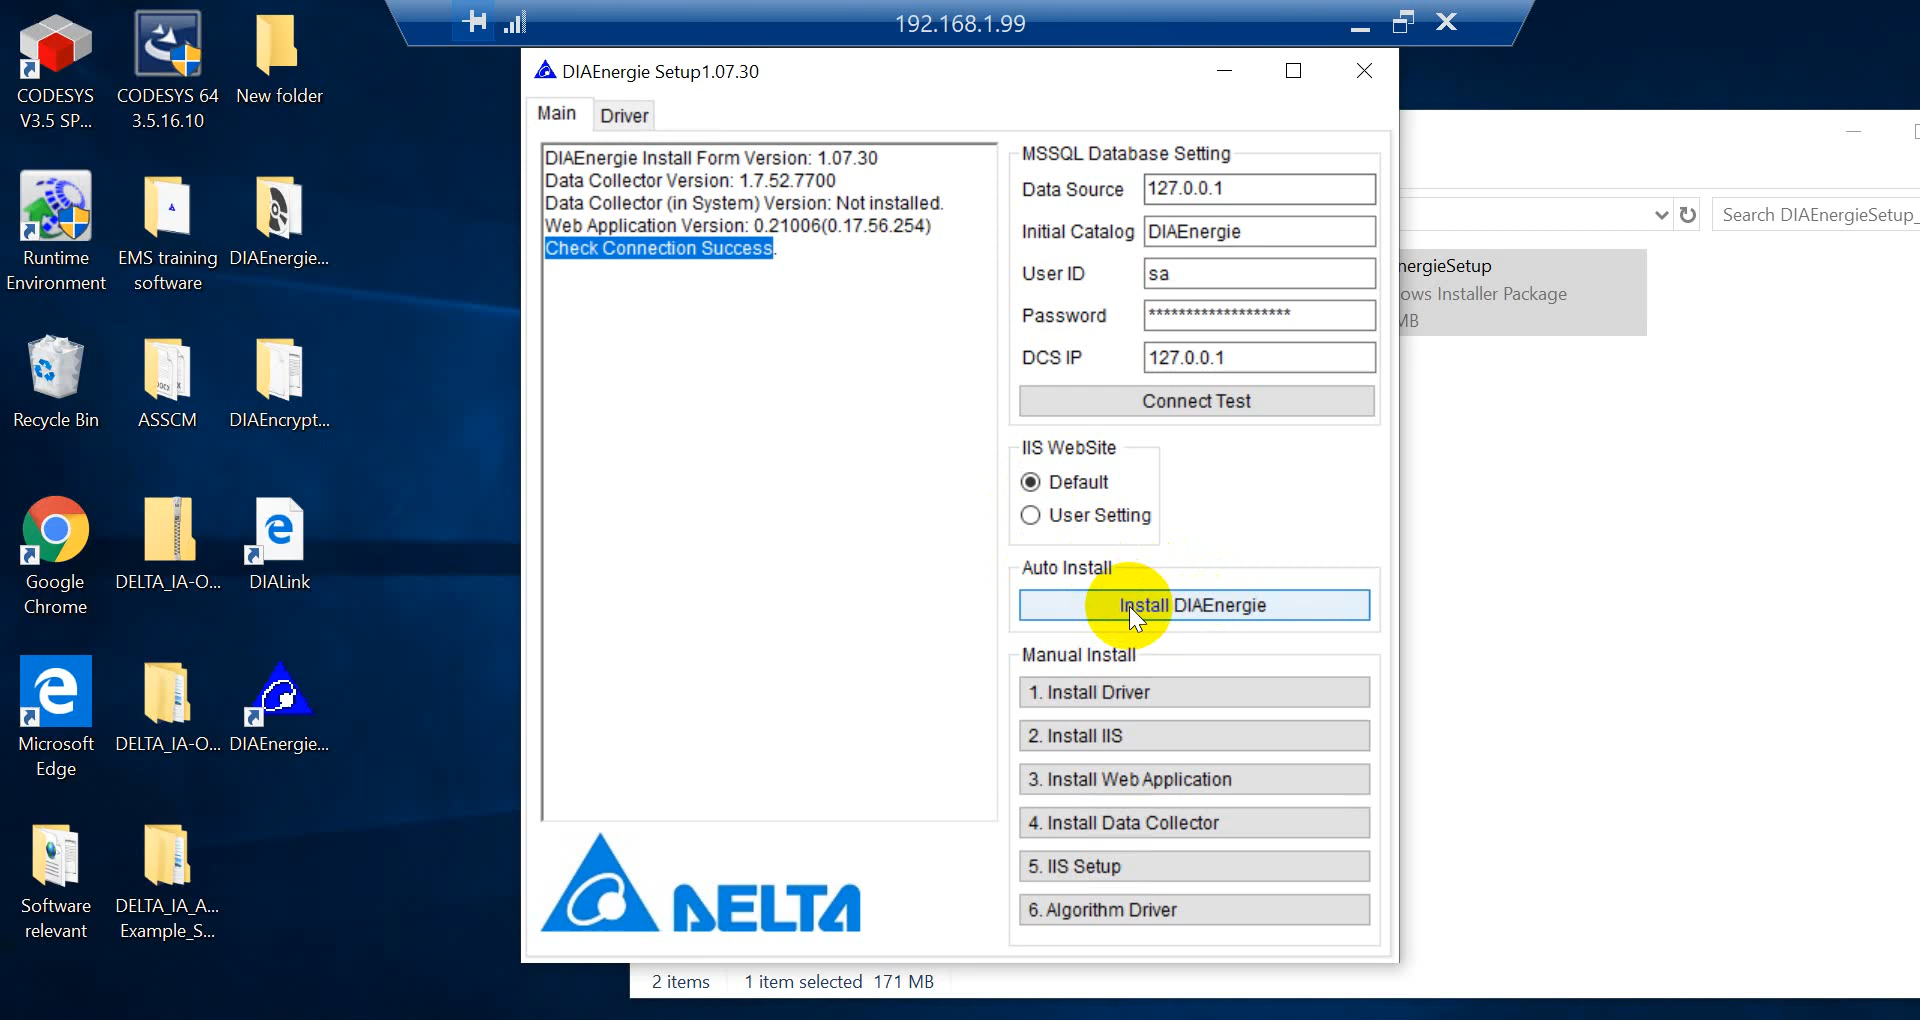 192.168.1.99
CODESYS
V3.5 SP...
CODESYS 64
3.5.16.10
New folder
Runtime
Environment
EMS training
software
DIAEnergie...
Recycle Bin
ASSCM
DIAEncrypt...
Google
Chrome
DELTA_IA-O...
DIALink
Microsoft
Edge
DELTA_IA-O...
DIAEnergie...
Software
relevant
DELTA_IA_A...
Example_S...
DIAEnergie Setup1.07.30
Main
Driver
DIAEnergie Install Form Version: 1.07.30
Data Collector Version: 1.7.52.7700
Data Collector (in System) Version: Not installed.
Web Application Version: 0.21006(0.17.56.254)
Check Connection Success.
MSSQL Database Setting
Data Source 127.0.0.1
Initial Catalog DIAEnergie
User ID sa
Password *******************
DCS IP 127.0.0.1
Connect Test
IIS WebSite
Default
User Setting
Auto Install
Install DIAEnergie
Manual Install
1. Install Driver
2. Install IIS
3. Install Web Application
4. Install Data Collector
5. IIS Setup
6. Algorithm Driver
DELTA
Search DIAEnergieSetup_
nergieSetup
ows Installer Package
MB
2 items
1 item selected 171 MB